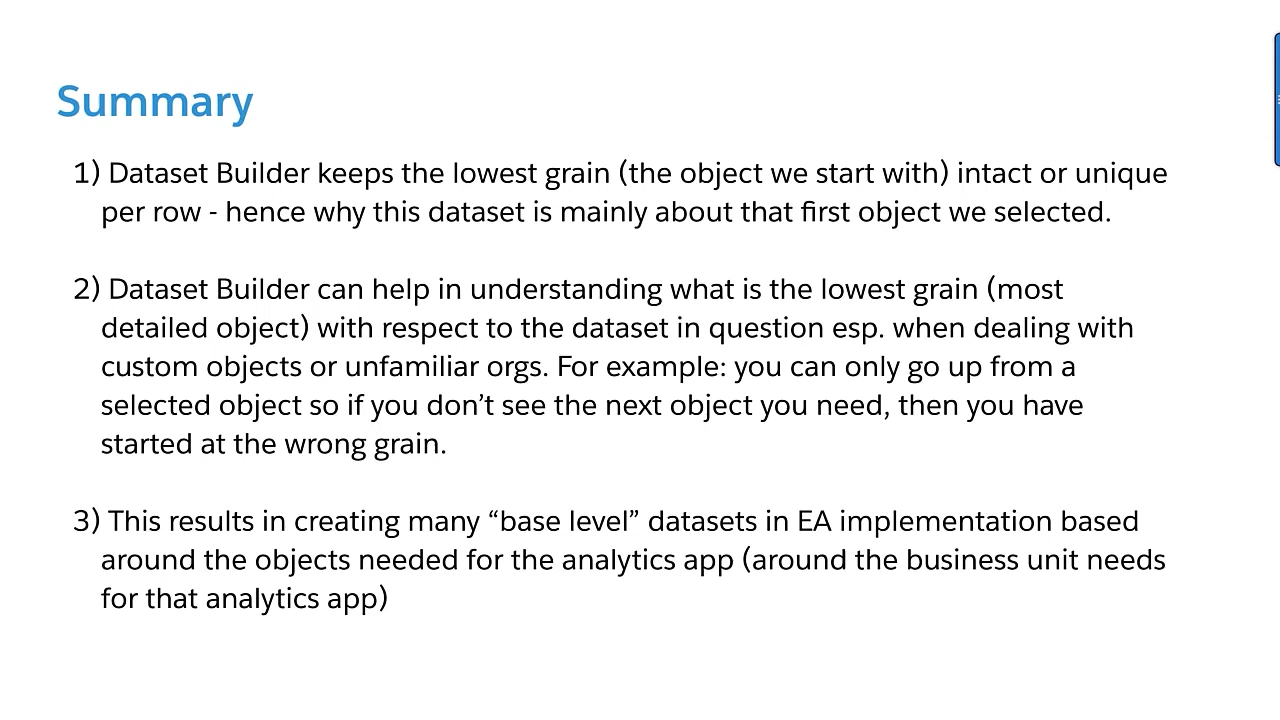 Summary
1) Dataset Builder keeps the lowest grain (the object we start with) intact or unique
per row - hence why this dataset is mainly about that first object we selected.
2) Dataset Builder can help in understanding what is the lowest grain (most
detailed object) with respect to the dataset in question esp. when dealing with
custom objects or unfamiliar orgs. For example: you can only go up from a
selected object so if you don’t see the next object you need, then you have
started at the wrong grain.
3) This results in creating many “base level” datasets in EA implementation based
around the objects needed for the analytics app (around the business unit needs
for that analytics app)